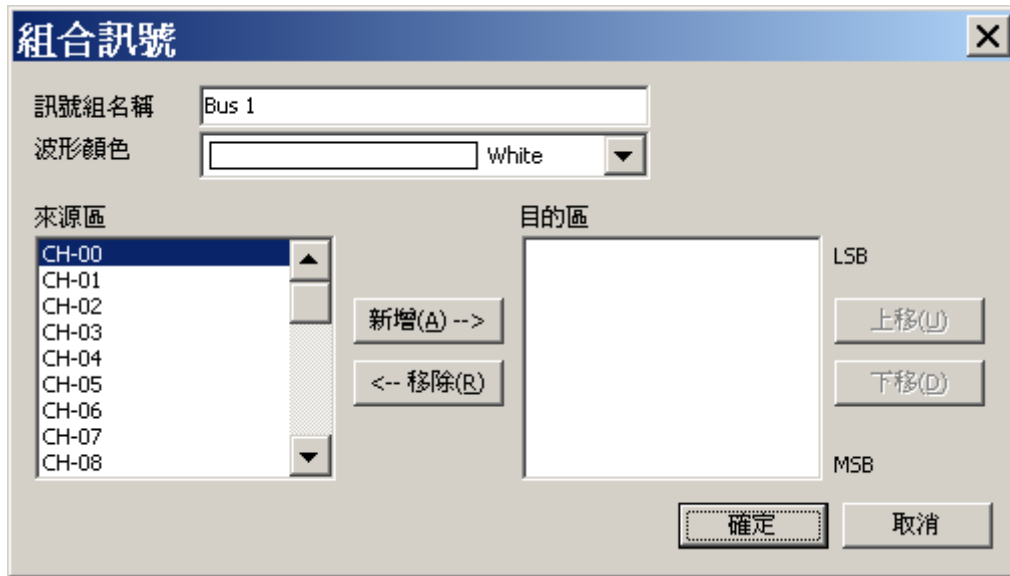 組合訊號
訊號組名稱 Bus 1
波形顏色 White
來源區
CH-00
CH-01
CH-02
CH-03
CH-04
CH-05
CH-06
CH-07
CH-08
新增(A) -->
<-- 移除(R)
目的區
LSB
上移(U)
下移(D)
MSB
確定 取消